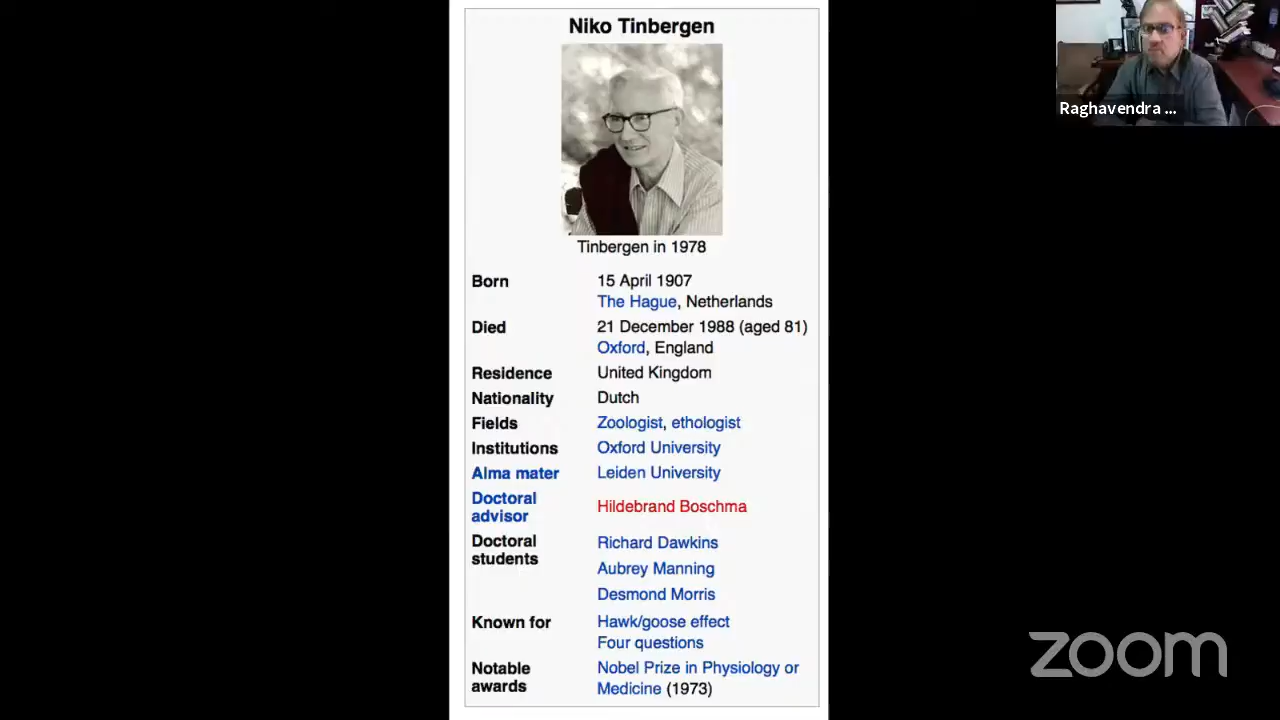 Niko Tinbergen
Tinbergen in 1978
Born 15 April 1907
The Hague, Netherlands
Died 21 December 1988 (aged 81)
Oxford, England
Residence United Kingdom
Nationality Dutch
Fields Zoologist, ethologist
Institutions Oxford University
Alma mater Leiden University
Doctoral advisor Hildebrand Boschma
Doctoral students Richard Dawkins
Aubrey Manning
Desmond Morris
Known for Hawk/goose effect
Four questions
Notable awards Nobel Prize in Physiology or
Medicine (1973)
Raghavendra ...
zoom